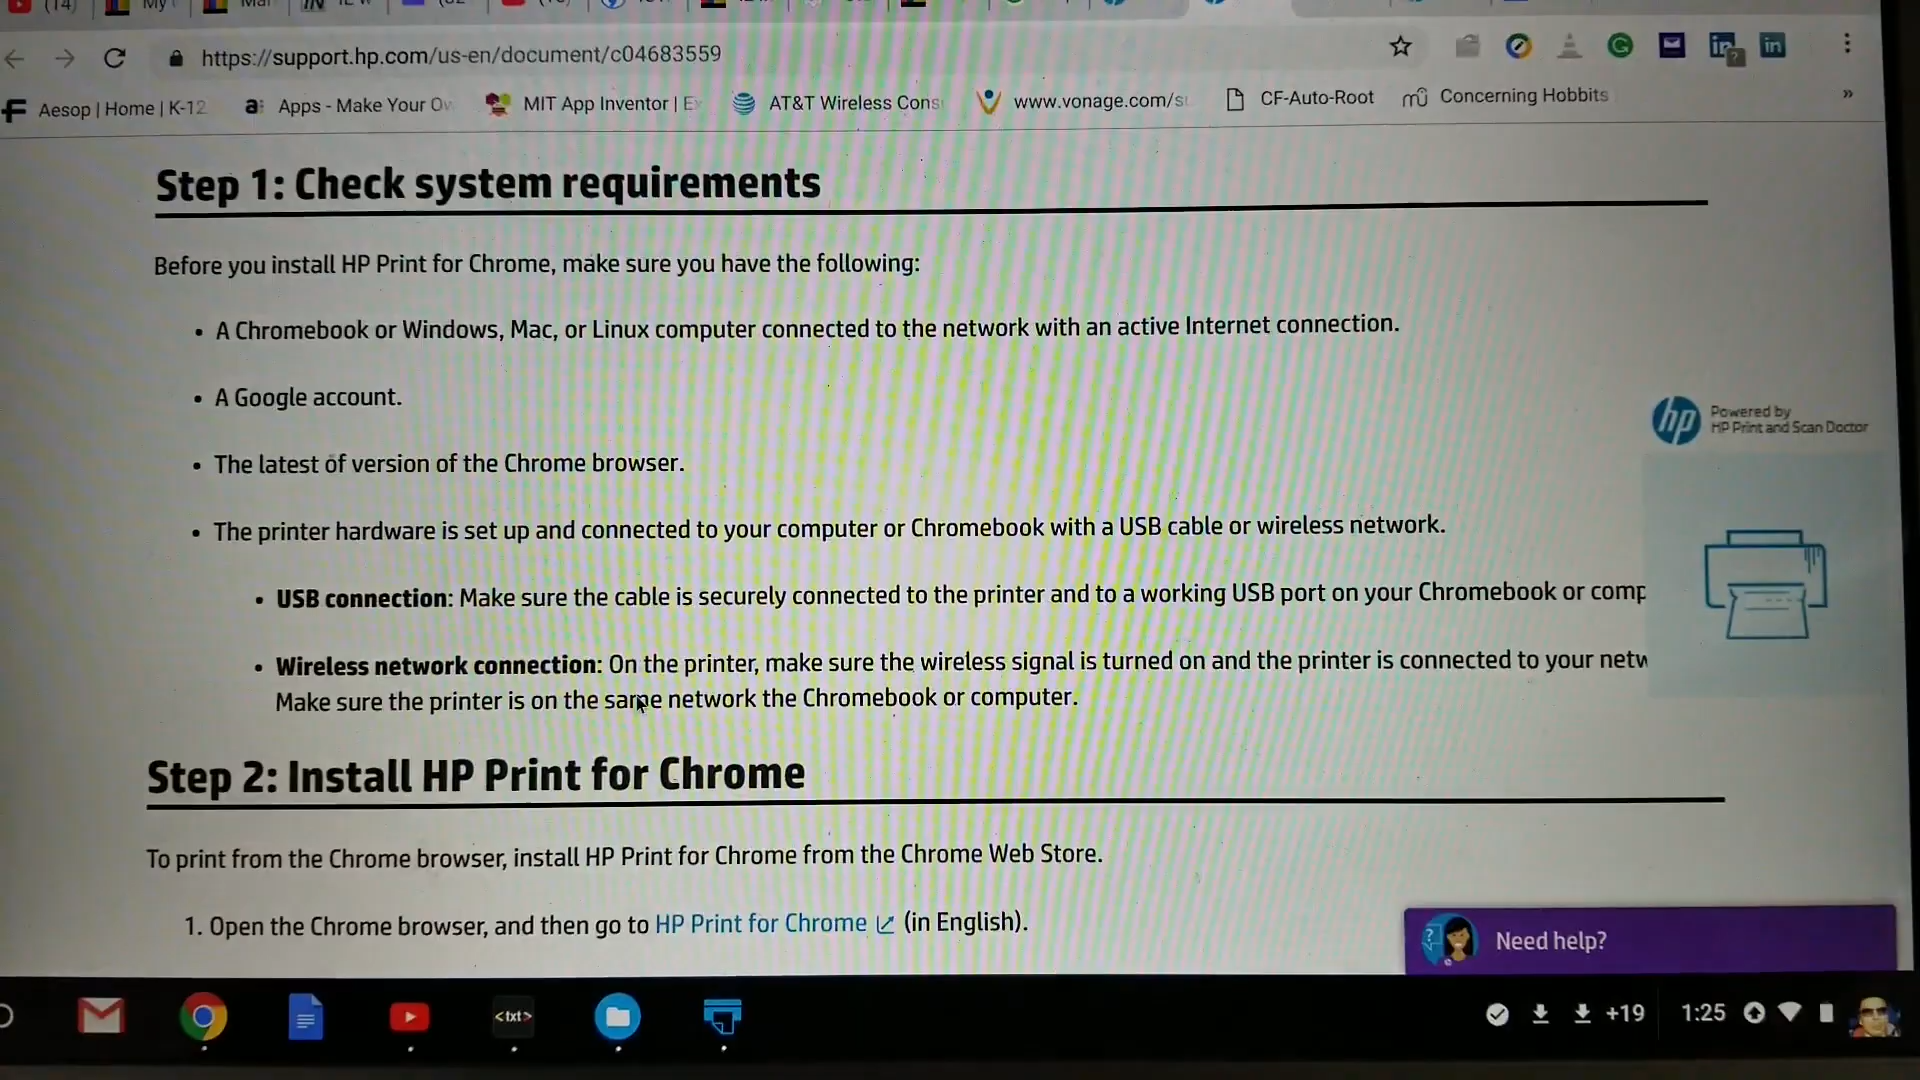 (14)
My
https://support.hp.com/us-en/document/c04683559
Aesop | Home | K-12
a:
Apps - Make Your Ow
MIT App Inventor | Ex
AT&T Wireless Cons
www.vonage.com/su
CF-Auto-Root
Concerning Hobbits
»
Step 1: Check system requirements
Before you install HP Print for Chrome, make sure you have the following:
• A Chromebook or Windows, Mac, or Linux computer connected to the network with an active Internet connection.
• A Google account.
• The latest of version of the Chrome browser.
• The printer hardware is set up and connected to your computer or Chromebook with a USB cable or wireless network.
• USB connection: Make sure the cable is securely connected to the printer and to a working USB port on your Chromebook or comp
• Wireless network connection: On the printer, make sure the wireless signal is turned on and the printer is connected to your netw
Make sure the printer is on the same network the Chromebook or computer.
hp
Powered by
HP Print and Scan Doctor
Step 2: Install HP Print for Chrome
To print from the Chrome browser, install HP Print for Chrome from the Chrome Web Store.
1. Open the Chrome browser, and then go to HP Print for Chrome (in English).
Need help?
<txt>
+19
1:25